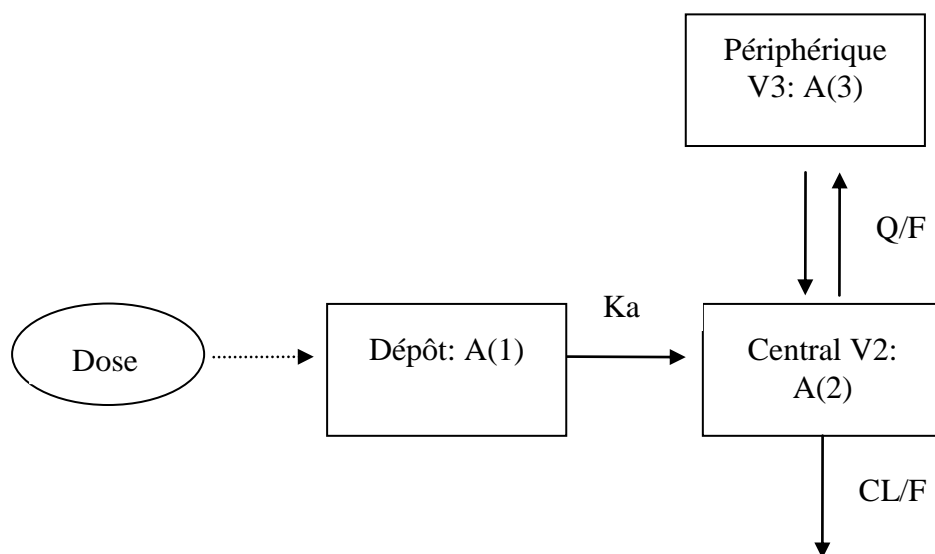 Périphérique
V3: A(3)
Q/F
Ka
Dose
Dépôt: A(1)
Central V2:
A(2)
CL/F